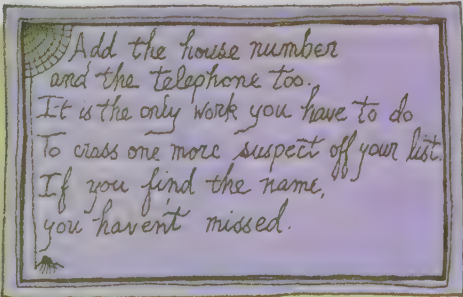 Add the house number
and the telephone too.
It is the only work you have to do
To cross one more suspect off your list.
If you find the name,
you haven't missed.